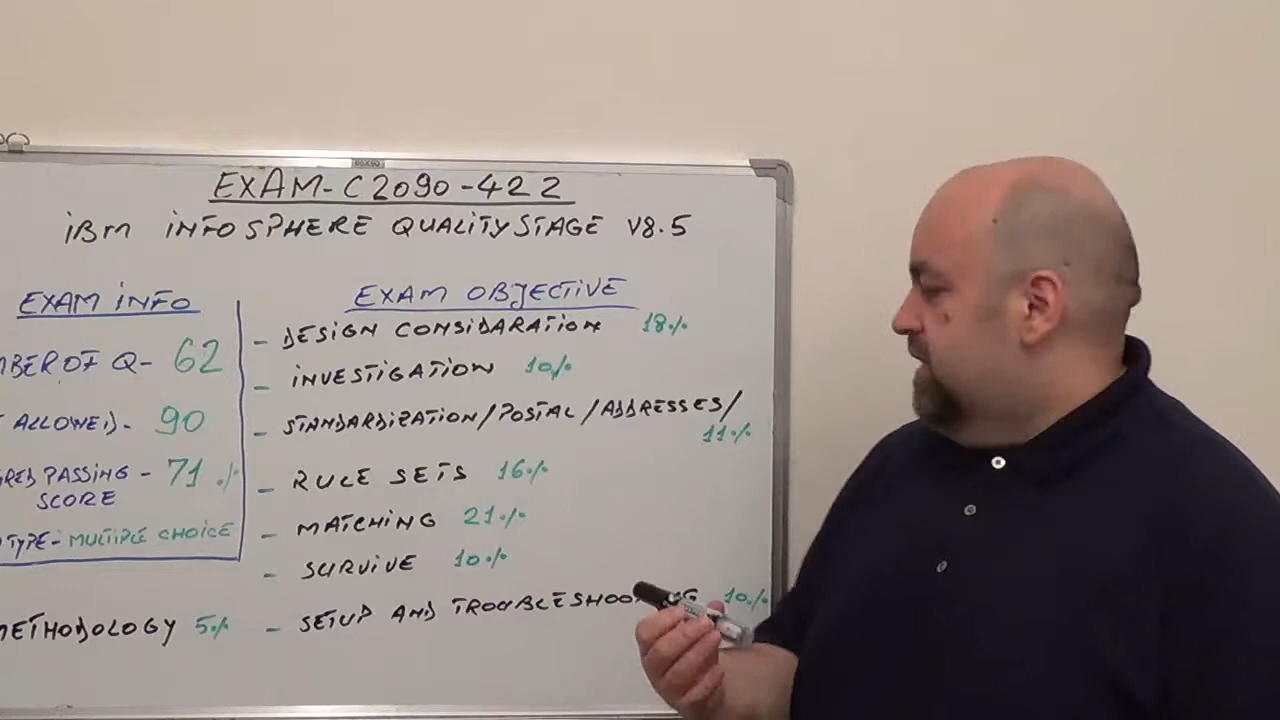 EXAM-C2090-422
iBM iNFOSPHERE QUALITYSTAGE V8.5
EXAM iNFO
MBER OF Q- 62
ALLOWED- 90
RED PASSING - 71%
SCORE
TYPE- MULTIPLE CHOICE
METHODOLOGY 5%
EXAM OBJECTIVE
- DESIGN CONSIDARATION 18%
- iNVESTIGATION 10%
- STANDARDIZATION/POSTAL/ADDRESSES/
11%
- RULE SETS 16%
- MATCHING 21%
- SURViVE 10%
- SETUP AND TROUBLESHOO 10%